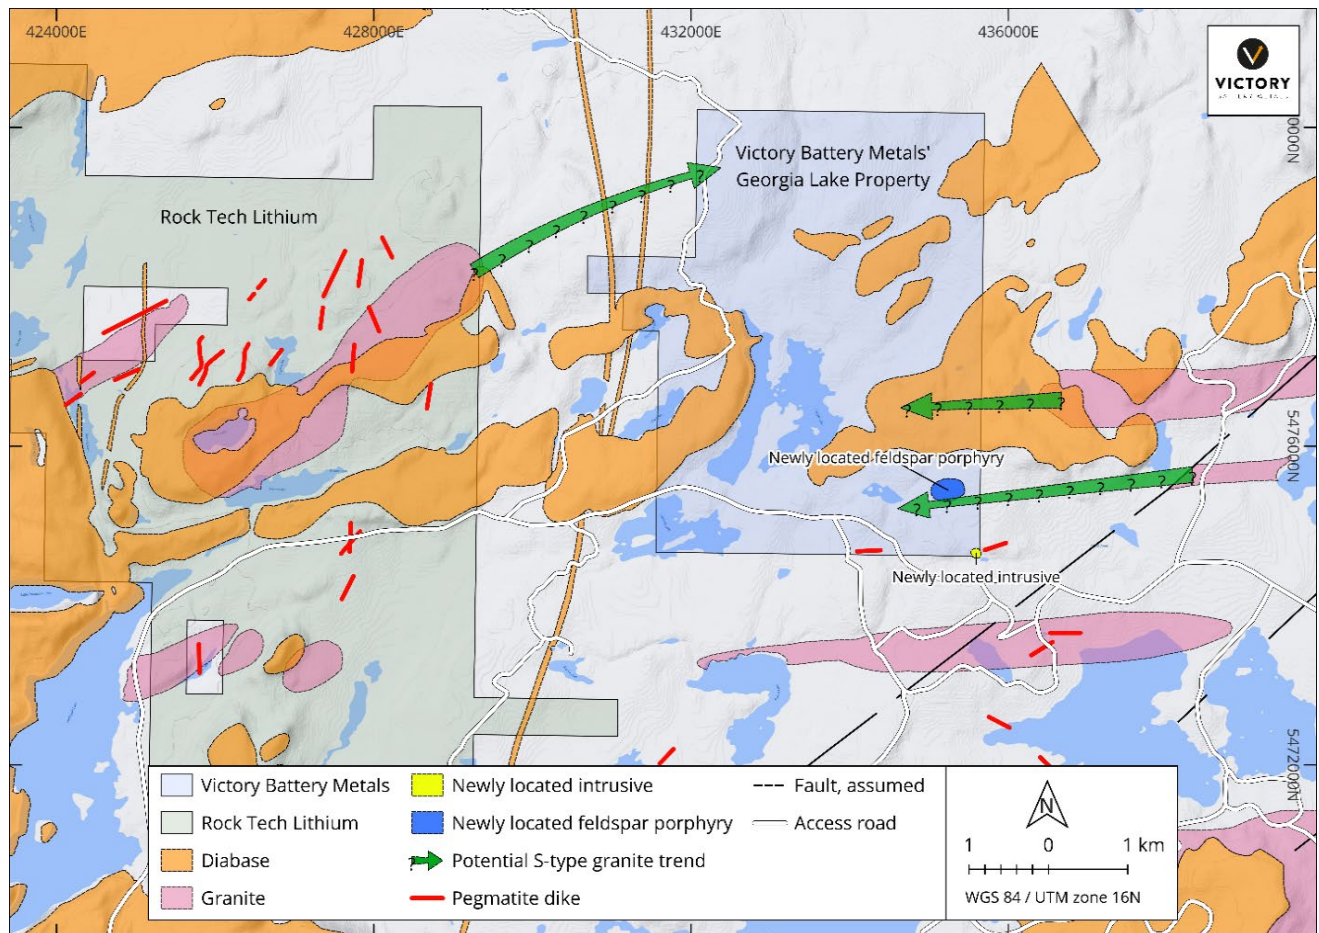 424000E
428000E
432000E
436000E
VICTORY
Victory Battery Metals'
Georgia Lake Property
Rock Tech Lithium
5476000N
Newly located feldspar porphyry
Newly located intrusive
5472000N
Victory Battery Metals
Rock Tech Lithium
Diabase
Granite
Newly located intrusive
Newly located feldspar porphyry
Potential S-type granite trend
Pegmatite dike
Fault, assumed
Access road
N
1 0 1 km
WGS 84 / UTM zone 16N